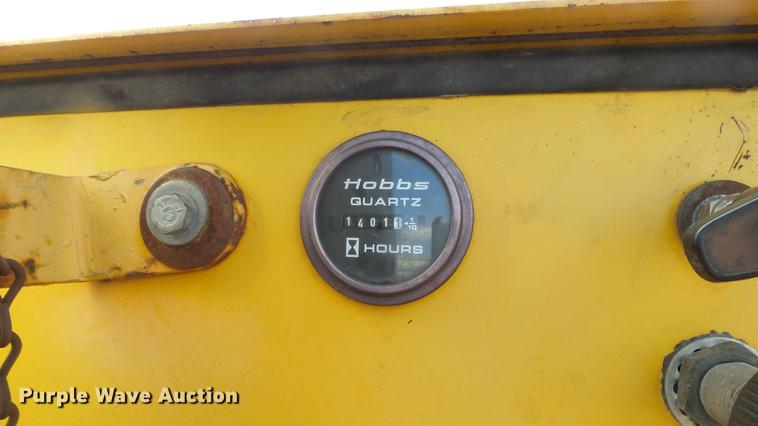 Hobbs
QUARTZ
14011 1/10
HOURS
Purple Wave Auction